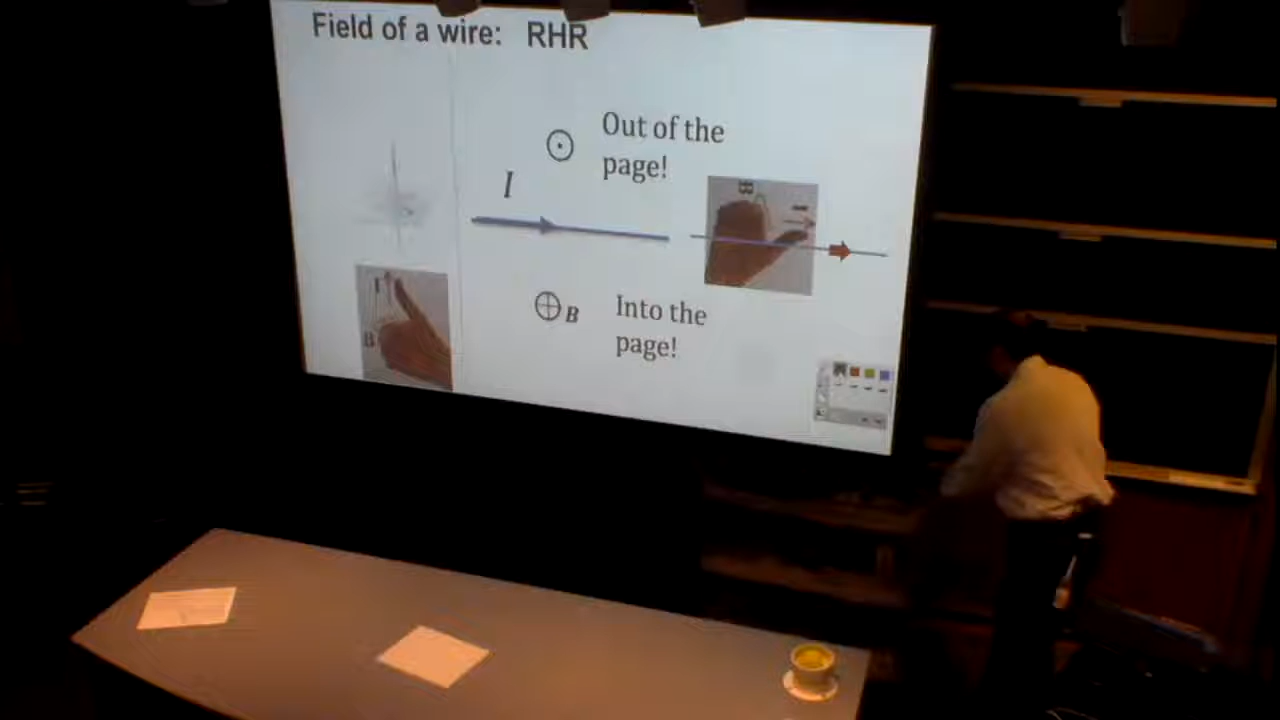 Field of a wire: RHR
Out of the
page!
I
B
I
I
B
B
Into the
page!